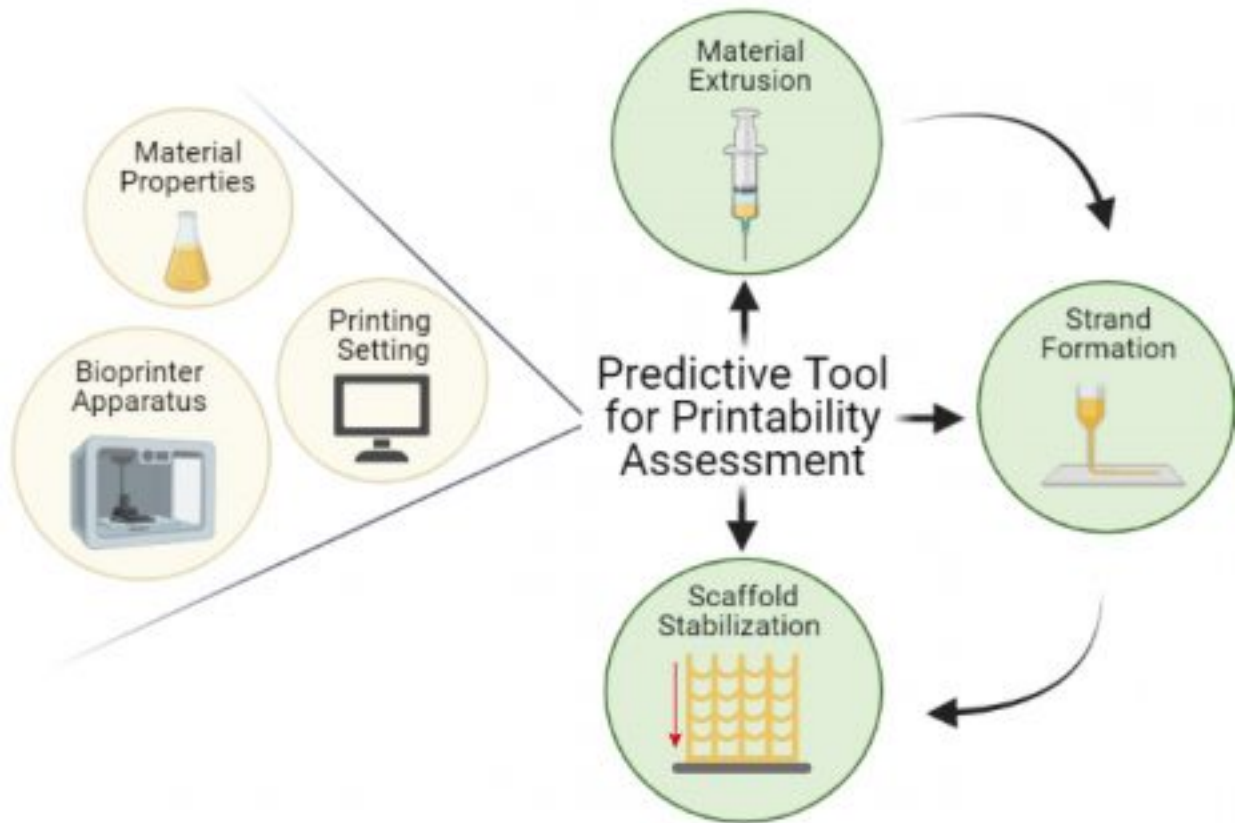 Material
Properties
Printing
Setting
Bioprinter
Apparatus
Predictive Tool
for Printability
Assessment
Material
Extrusion
Strand
Formation
Scaffold
Stabilization